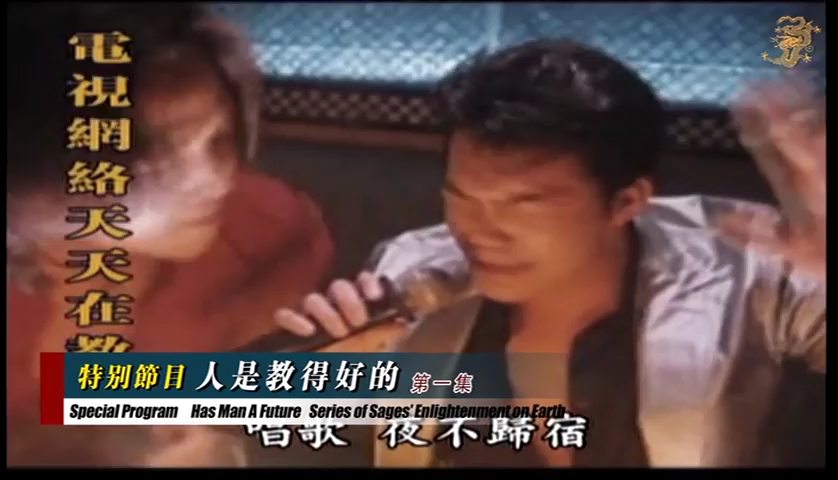 電視網絡天天在教
特別節目 人是教得好的 第一集
Special Program Has Man A Future Series of Sages' Enlightenment on Earth
唱歌 夜不歸宿